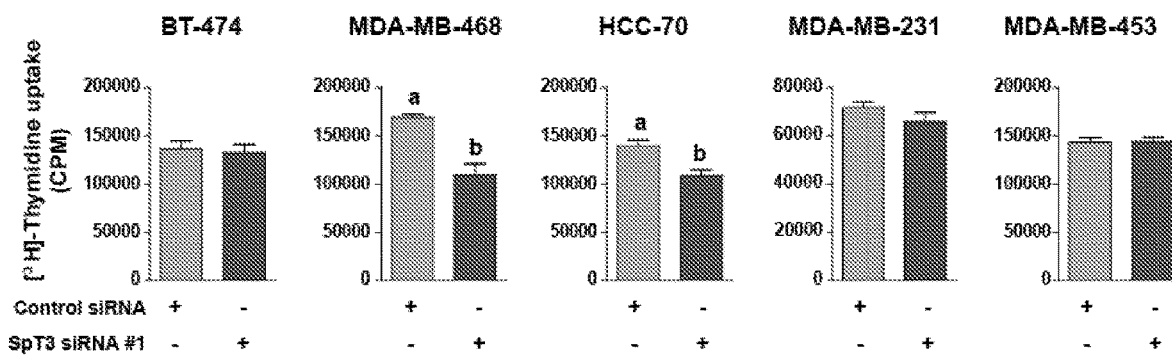 BT-474 MDA-MB-468 HCC-70 MDA-MB-231 MDA-MB-453
[³H]-Thymidine uptake
(CPM)
200000 200000 200000 80000 200000
150000 150000 150000 60000 150000
100000 100000 100000 40000 100000
50000 50000 50000 20000 50000
0 0 0 0 0
a b a b
Control siRNA + - + - + - + - + -
SpT3 siRNA #1 - + - + - + - + - +